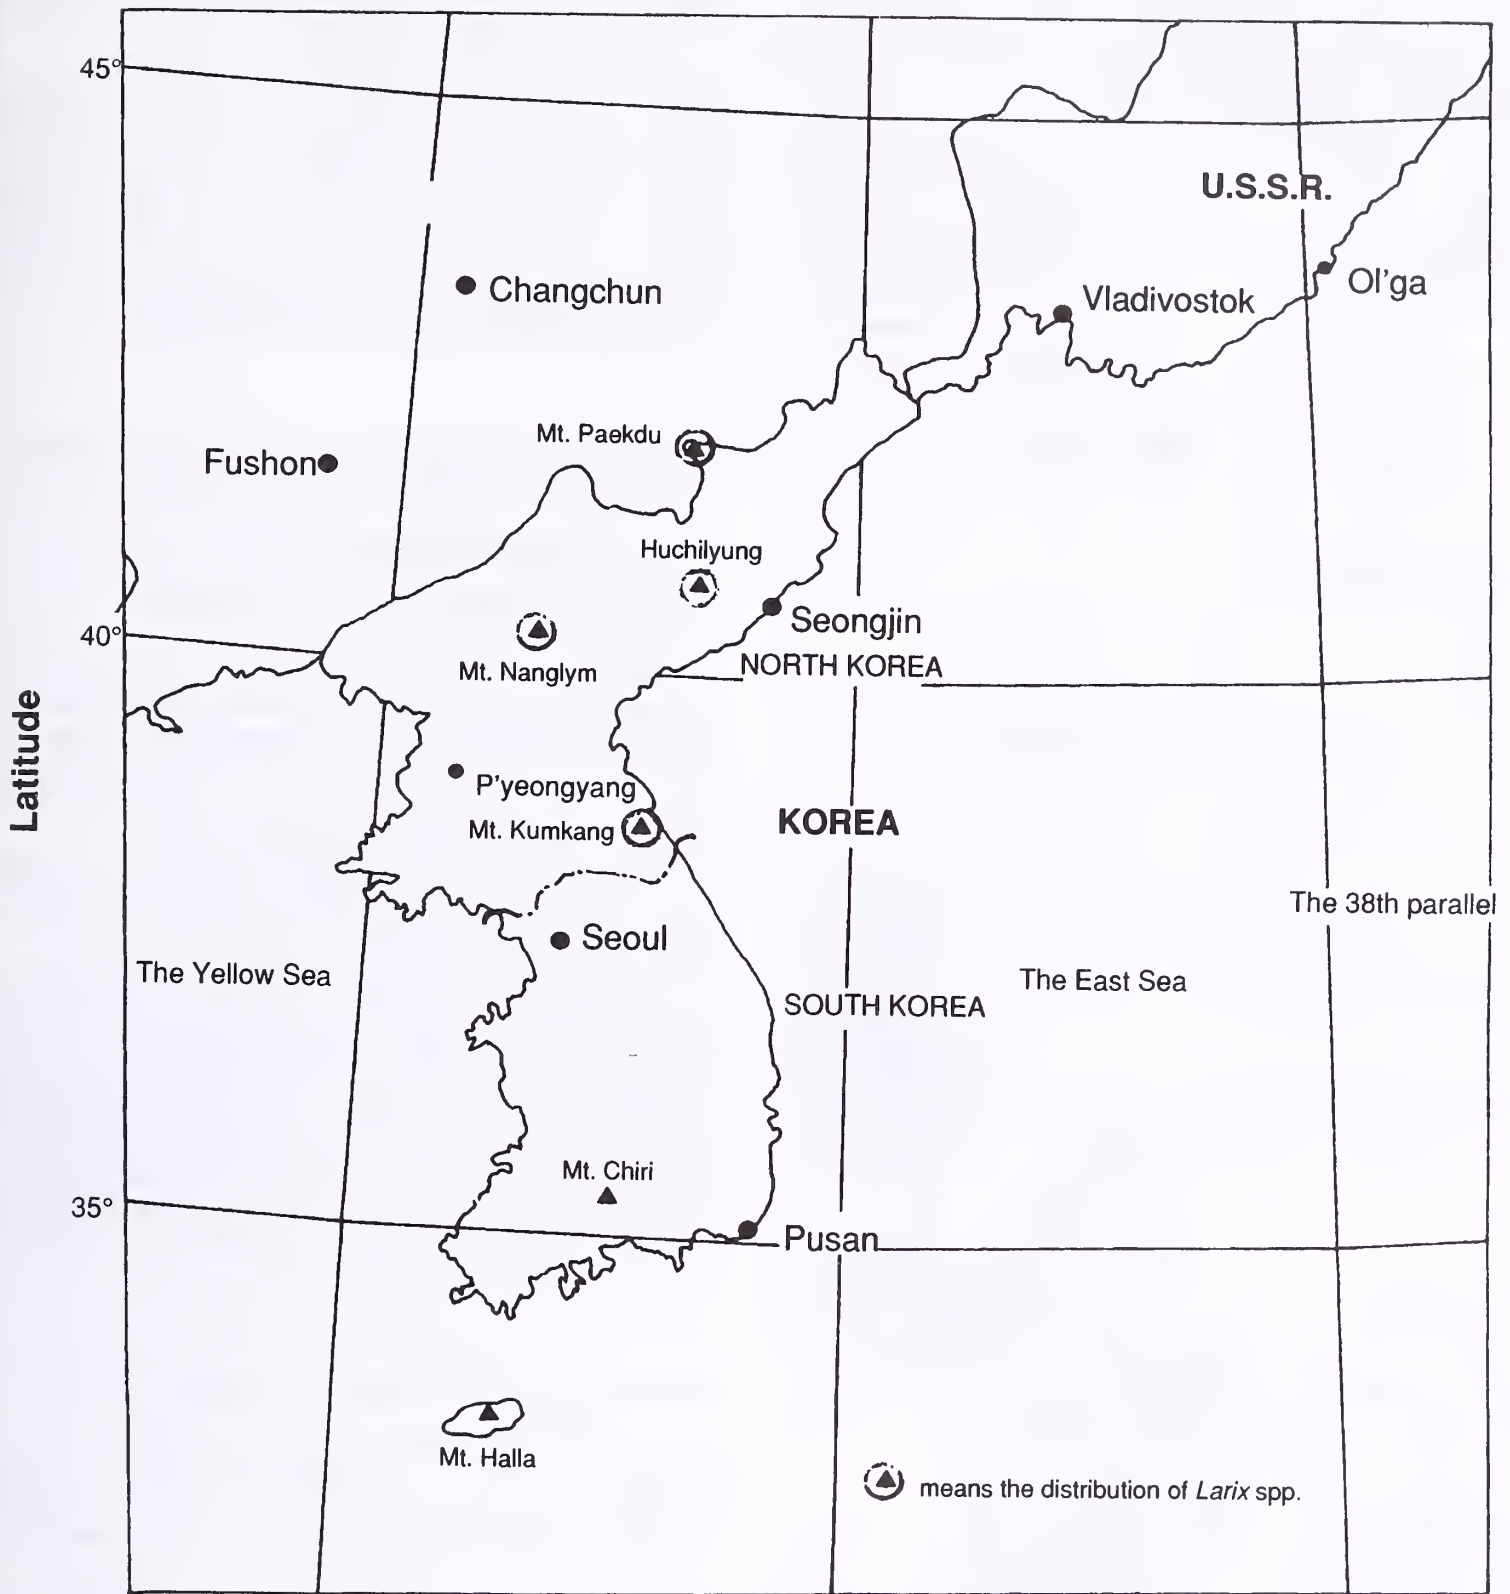 45°
U.S.S.R.
Changchun
Vladivostok
Ol'ga
Mt. Paekdu
Fushon
Huchilyung
40°
Seongjin
NORTH KOREA
Mt. Nanglym
Latitude
P'yeongyang
Mt. Kumkang
KOREA
The 38th parallel
Seoul
The Yellow Sea
The East Sea
SOUTH KOREA
Mt. Chiri
35°
Pusan
Mt. Halla
means the distribution of Larix spp.